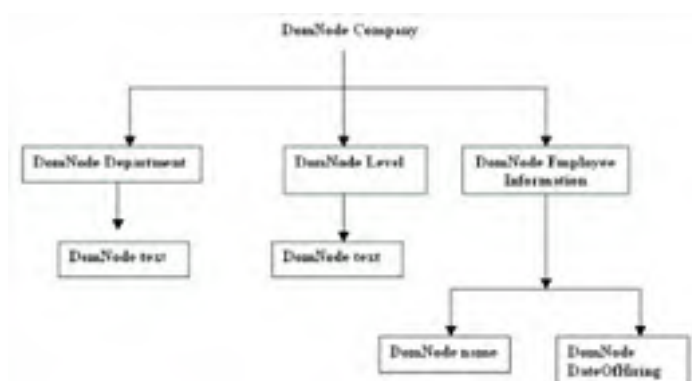 DomNode Company
DomNode Department
DomNode Level
DomNode Employee
Information
DomNode text
DomNode text
DomNode name
DomNode
DateOfHiring